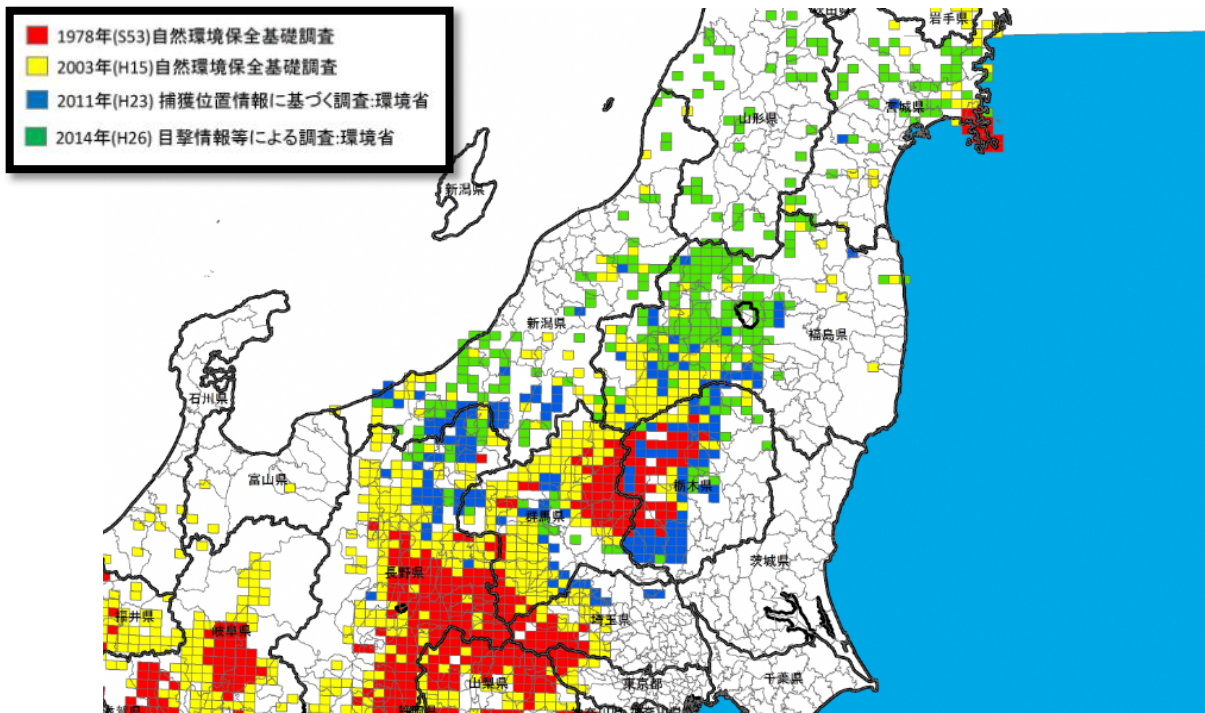 1978年(S53)自然環境保全基礎調査
2003年(H15)自然環境保全基礎調査
2011年(H23) 捕獲位置情報に基づく調査:環境省
2014年(H26) 目撃情報等による調査:環境省
秋田県
岩手県
宮城県
山形県
新潟県
新潟県
福島県
石川県
富山県
栃木県
群馬県
長野県
茨城県
福井県
岐阜県
埼玉県
山梨県
東京都
千葉県